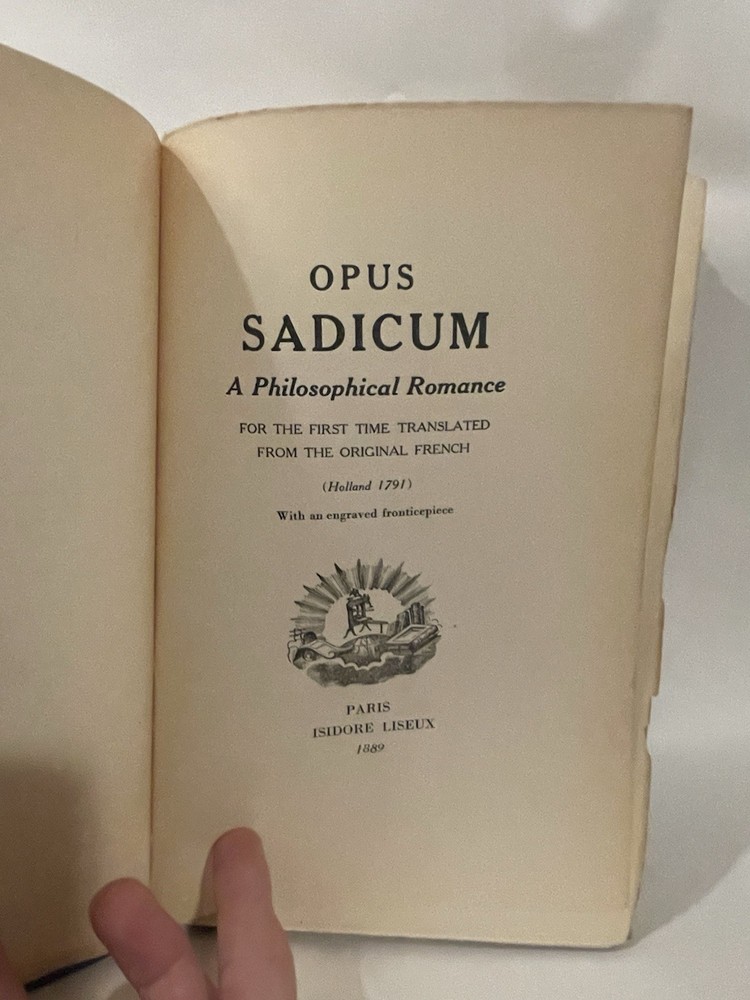 OPUS
SADICUM
A Philosophical Romance
FOR THE FIRST TIME TRANSLATED
FROM THE ORIGINAL FRENCH
(Holland 1791)
With an engraved fronticepiece
PARIS
ISIDORE LISEUX
1889